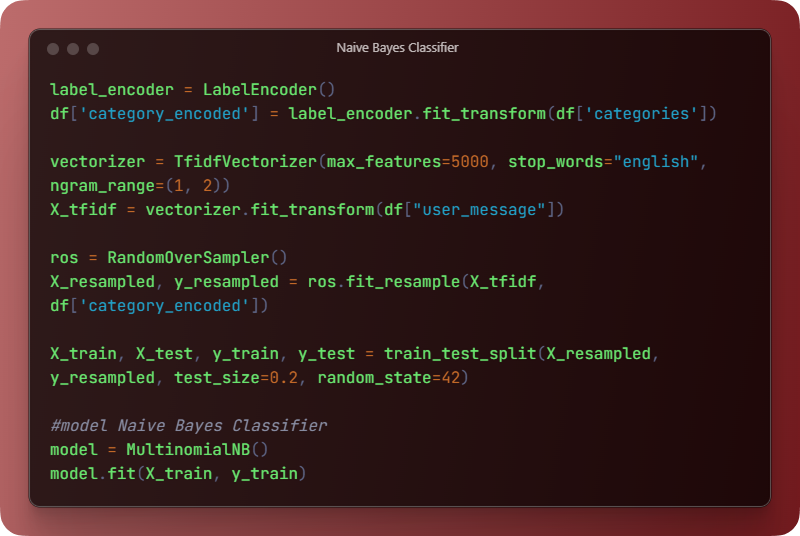 Naive Bayes Classifier
label_encoder = LabelEncoder()
df['category_encoded'] = label_encoder.fit_transform(df['categories'])
vectorizer = TfidfVectorizer(max_features=5000, stop_words="english",
ngram_range=(1, 2))
X_tfidf = vectorizer.fit_transform(df["user_message"])
ros = RandomOverSampler()
X_resampled, y_resampled = ros.fit_resample(X_tfidf,
df['category_encoded'])
X_train, X_test, y_train, y_test = train_test_split(X_resampled,
y_resampled, test_size=0.2, random_state=42)
#model Naive Bayes Classifier
model = MultinomialNB()
model.fit(X_train, y_train)